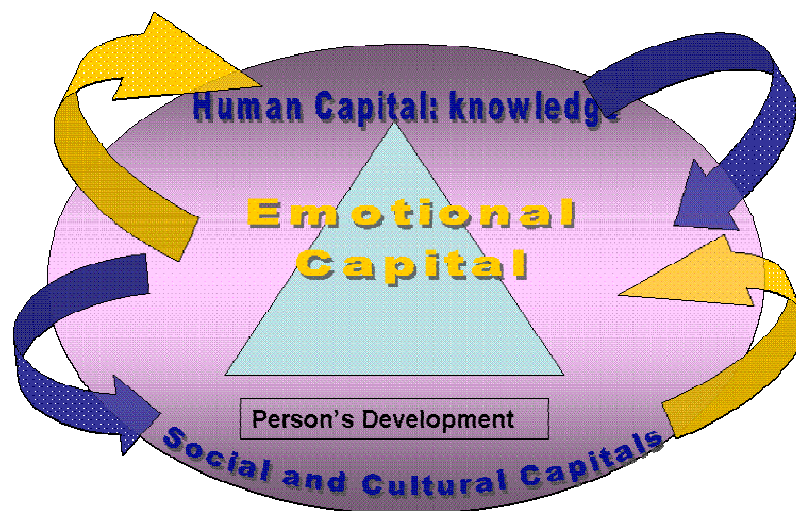 Human Capital: knowledge
Emotional
Capital
Person's Development
Social and Cultural Capitals